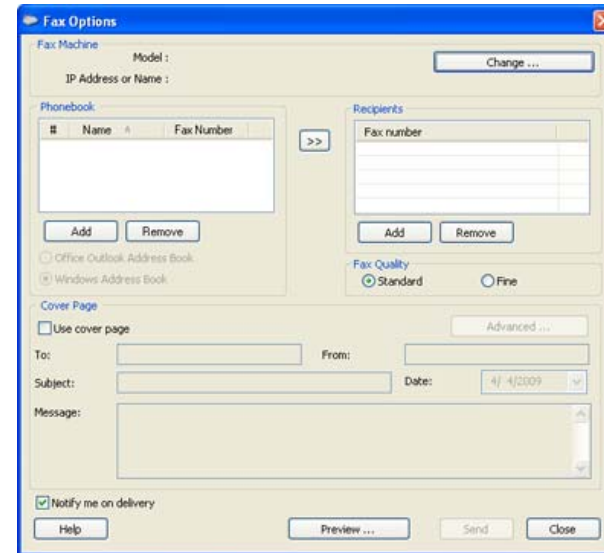 Fax Options
Fax Machine
Model :
Change ...
IP Address or Name :
Phonebook
Recipients
# Name Fax Number
Fax number
>>
Add Remove
Add Remove
Office Outlook Address Book
Windows Address Book
Fax Quality
Standard Fine
Cover Page
Use cover page
Advanced ...
To: From:
Subject: Date: 4/ 4/2009
Message:
Notify me on delivery
Help Preview ... Send Close